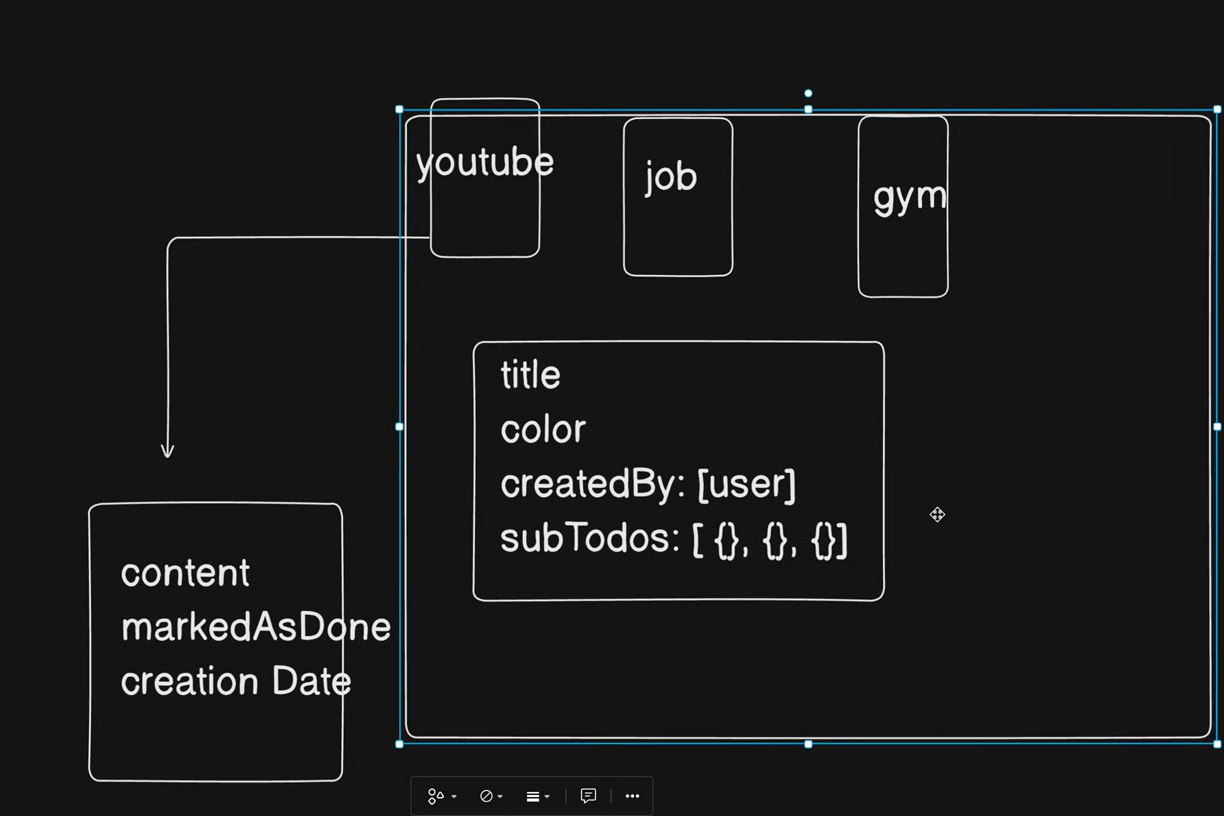 youtube
job
gym
title
color
createdBy: [user]
subTodos: [ {}, {}, {}]
content
markedAsDone
creation Date